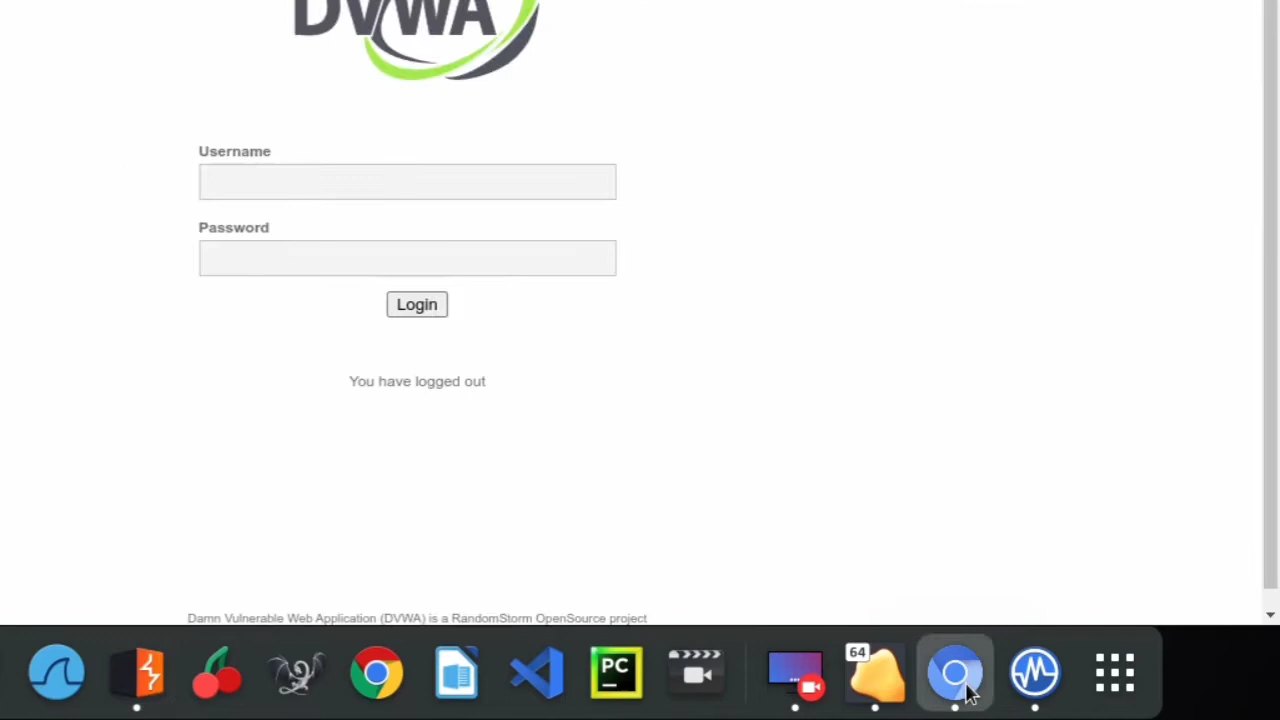 DVWA
Username
Password
Login
You have logged out
Damn Vulnerable Web Application (DVWA) is a RandomStorm OpenSource project
64
PC